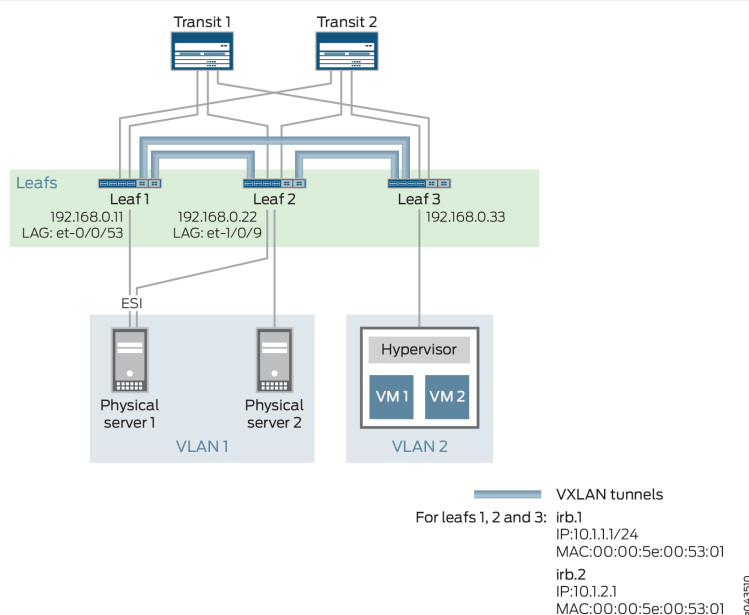 Transit 1
Transit 2
Leafs
Leaf 1
Leaf 2
Leaf 3
192.168.0.11
LAG: et-0/0/53
192.168.0.22
LAG: et-1/0/9
192.168.0.33
ESI
Physical
server 1
Physical
server 2
VLAN 1
Hypervisor
VM 1
VM 2
VLAN 2
VXLAN tunnels
For leafs 1, 2 and 3: irb.1
IP:10.1.1.1/24
MAC:00:00:5e:00:53:01
irb.2
IP:10.1.2.1
MAC:00:00:5e:00:53:01
g043510